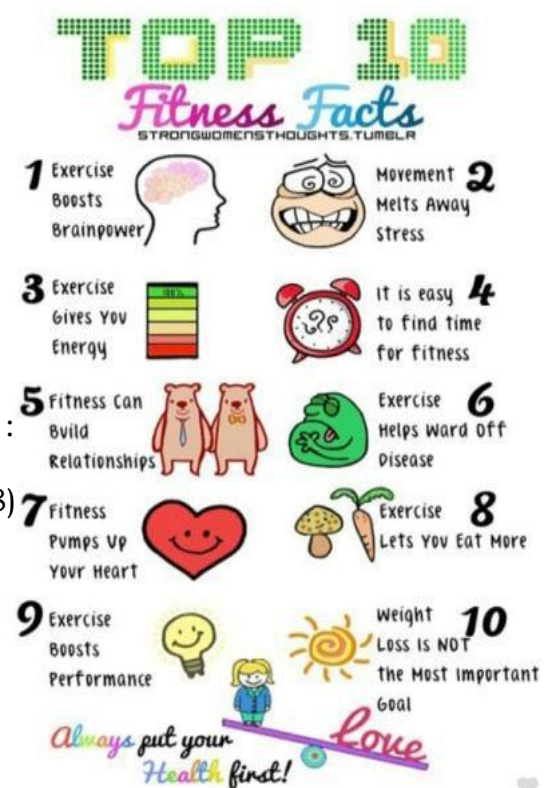 TOP 10
Fitness Facts
STRONGWOMENSTHOUGHTS.TUMBLR
1 Exercise
Boosts
Brainpower
Movement 2
Melts Away
Stress
3 Exercise
Gives You
Energy
100%
It is easy 4
to find time
for fitness
5 Fitness Can
Build
Relationships
:
Exercise 6
Helps Ward Off
Disease
8)
7 Fitness
Pumps Up
Your Heart
Exercise 8
Lets You Eat More
9 Exercise
Boosts
Performance
Weight 10
Loss Is NOT
the Most Important
Goal
Always put your
Health first!
Love